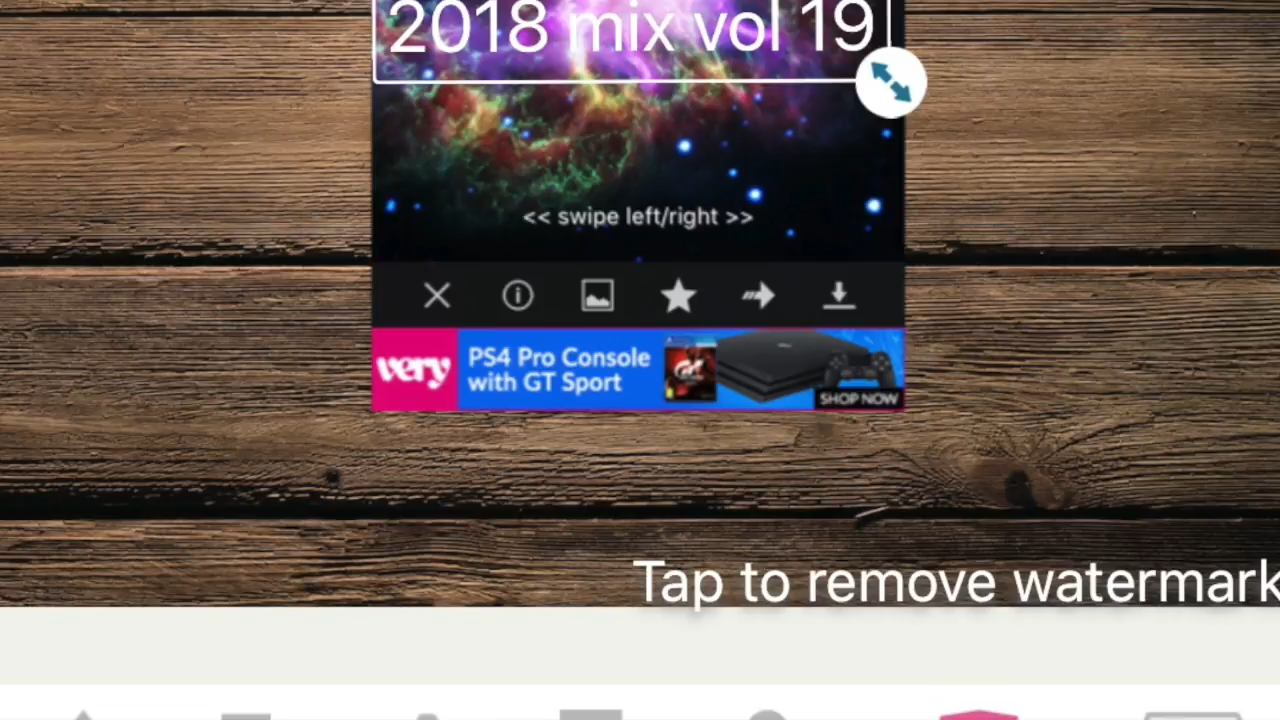 2018 mix vol 19
<< swipe left/right >>
very
PS4 Pro Console
with GT Sport
GT
SHOP NOW
Tap to remove watermark